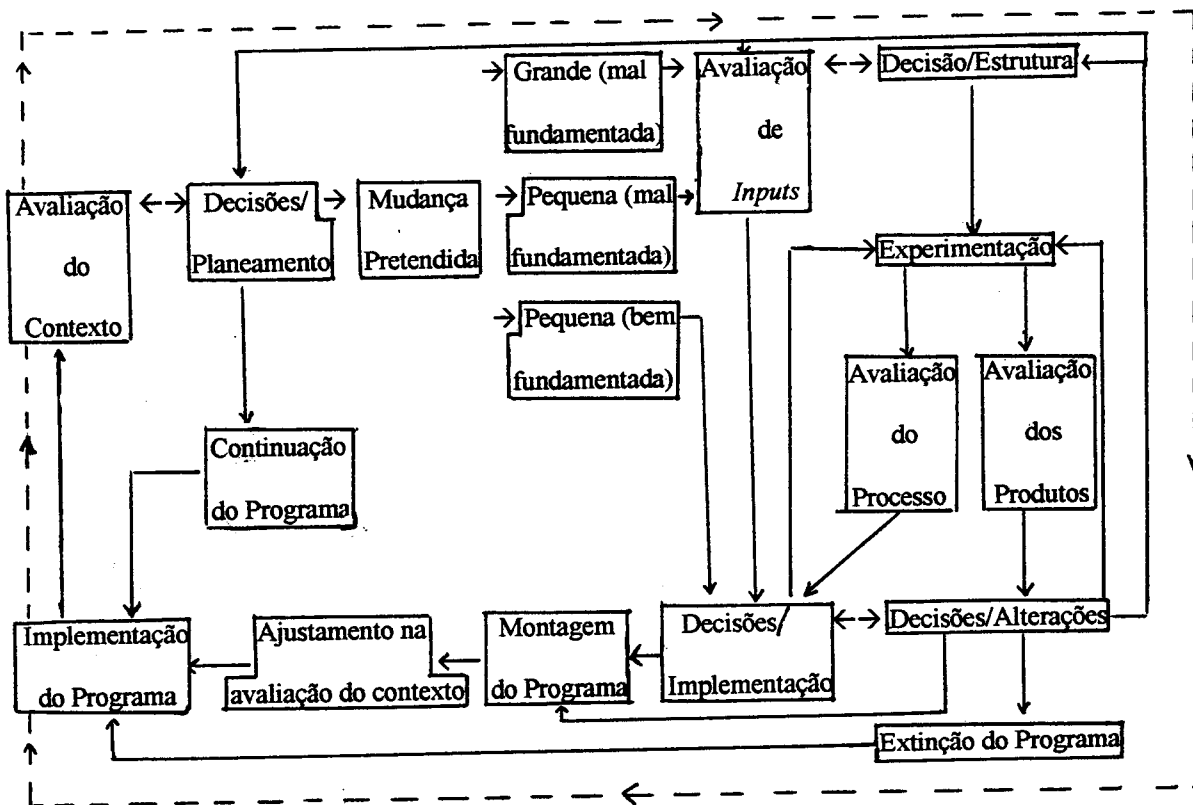 Grande (mal
fundamentada)
Avaliação
de
Inputs
Decisão/Estrutura
Avaliação
do
Contexto
Decisões/
Planeamento
Mudança
Pretendida
Pequena (mal
fundamentada)
Experimentação
Pequena (bem
fundamentada)
Avaliação
do
Processo
Avaliação
dos
Produtos
Continuação
do Programa
Implementação
do Programa
Ajustamento na
avaliação do contexto
Montagem
do Programa
Decisões/
Implementação
Decisões/Alterações
Extinção do Programa